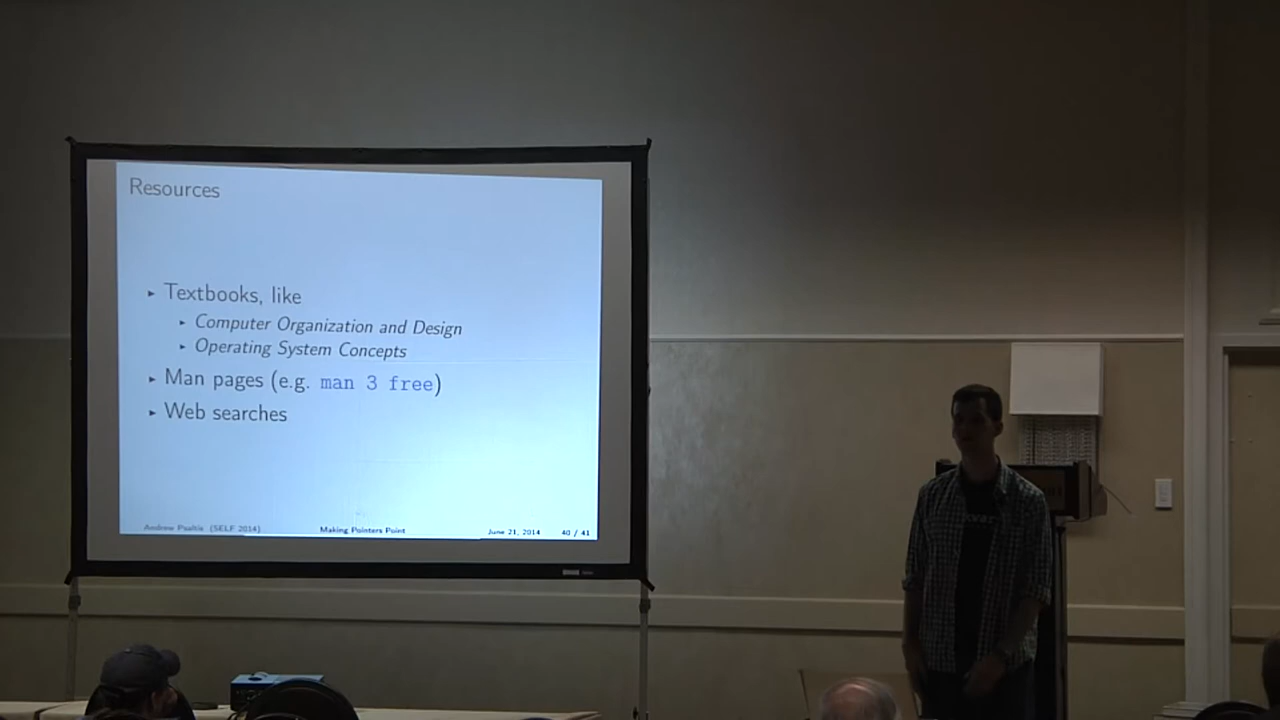 Resources
▸ Textbooks, like
▸ Computer Organization and Design
▸ Operating System Concepts
▸ Man pages (e.g. man 3 free)
▸ Web searches
Andrew Psaltis (SELF 2014) Making Pointers Point June 21, 2014 40 / 41